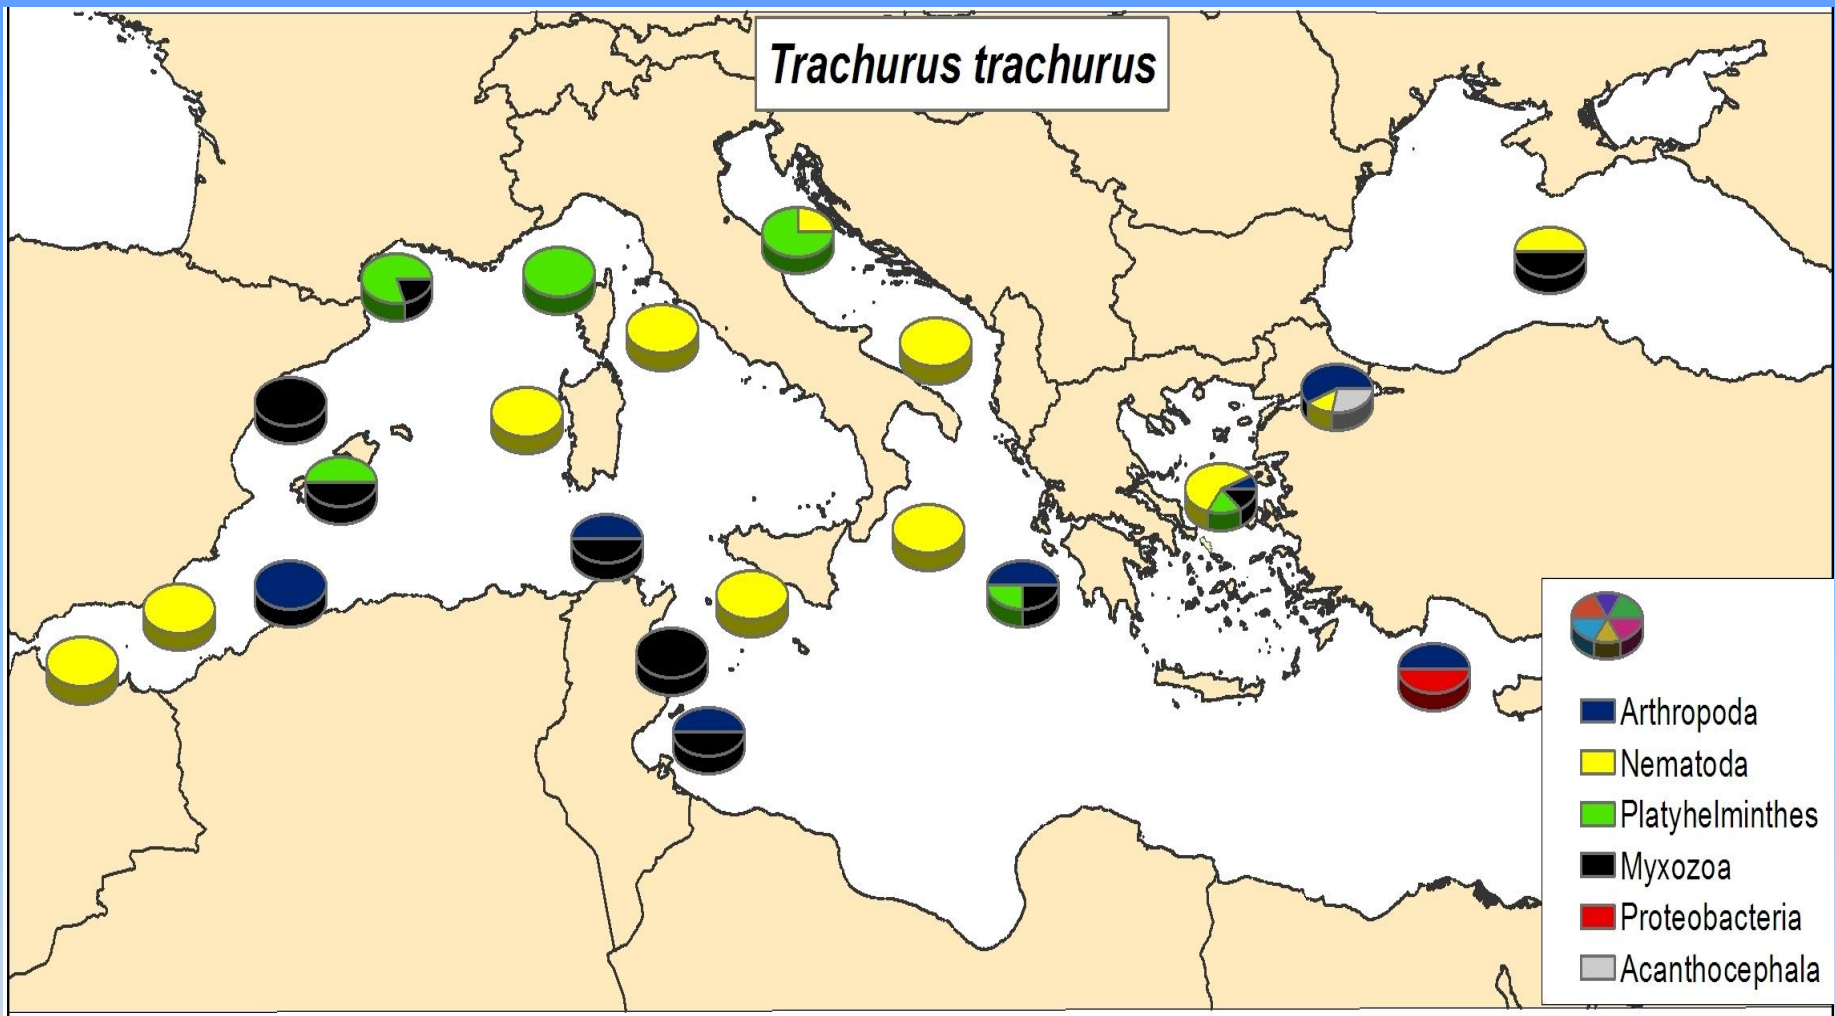 Trachurus trachurus
Arthropoda
Nematoda
Platyhelminthes
Myxozoa
Proteobacteria
Acanthocephala